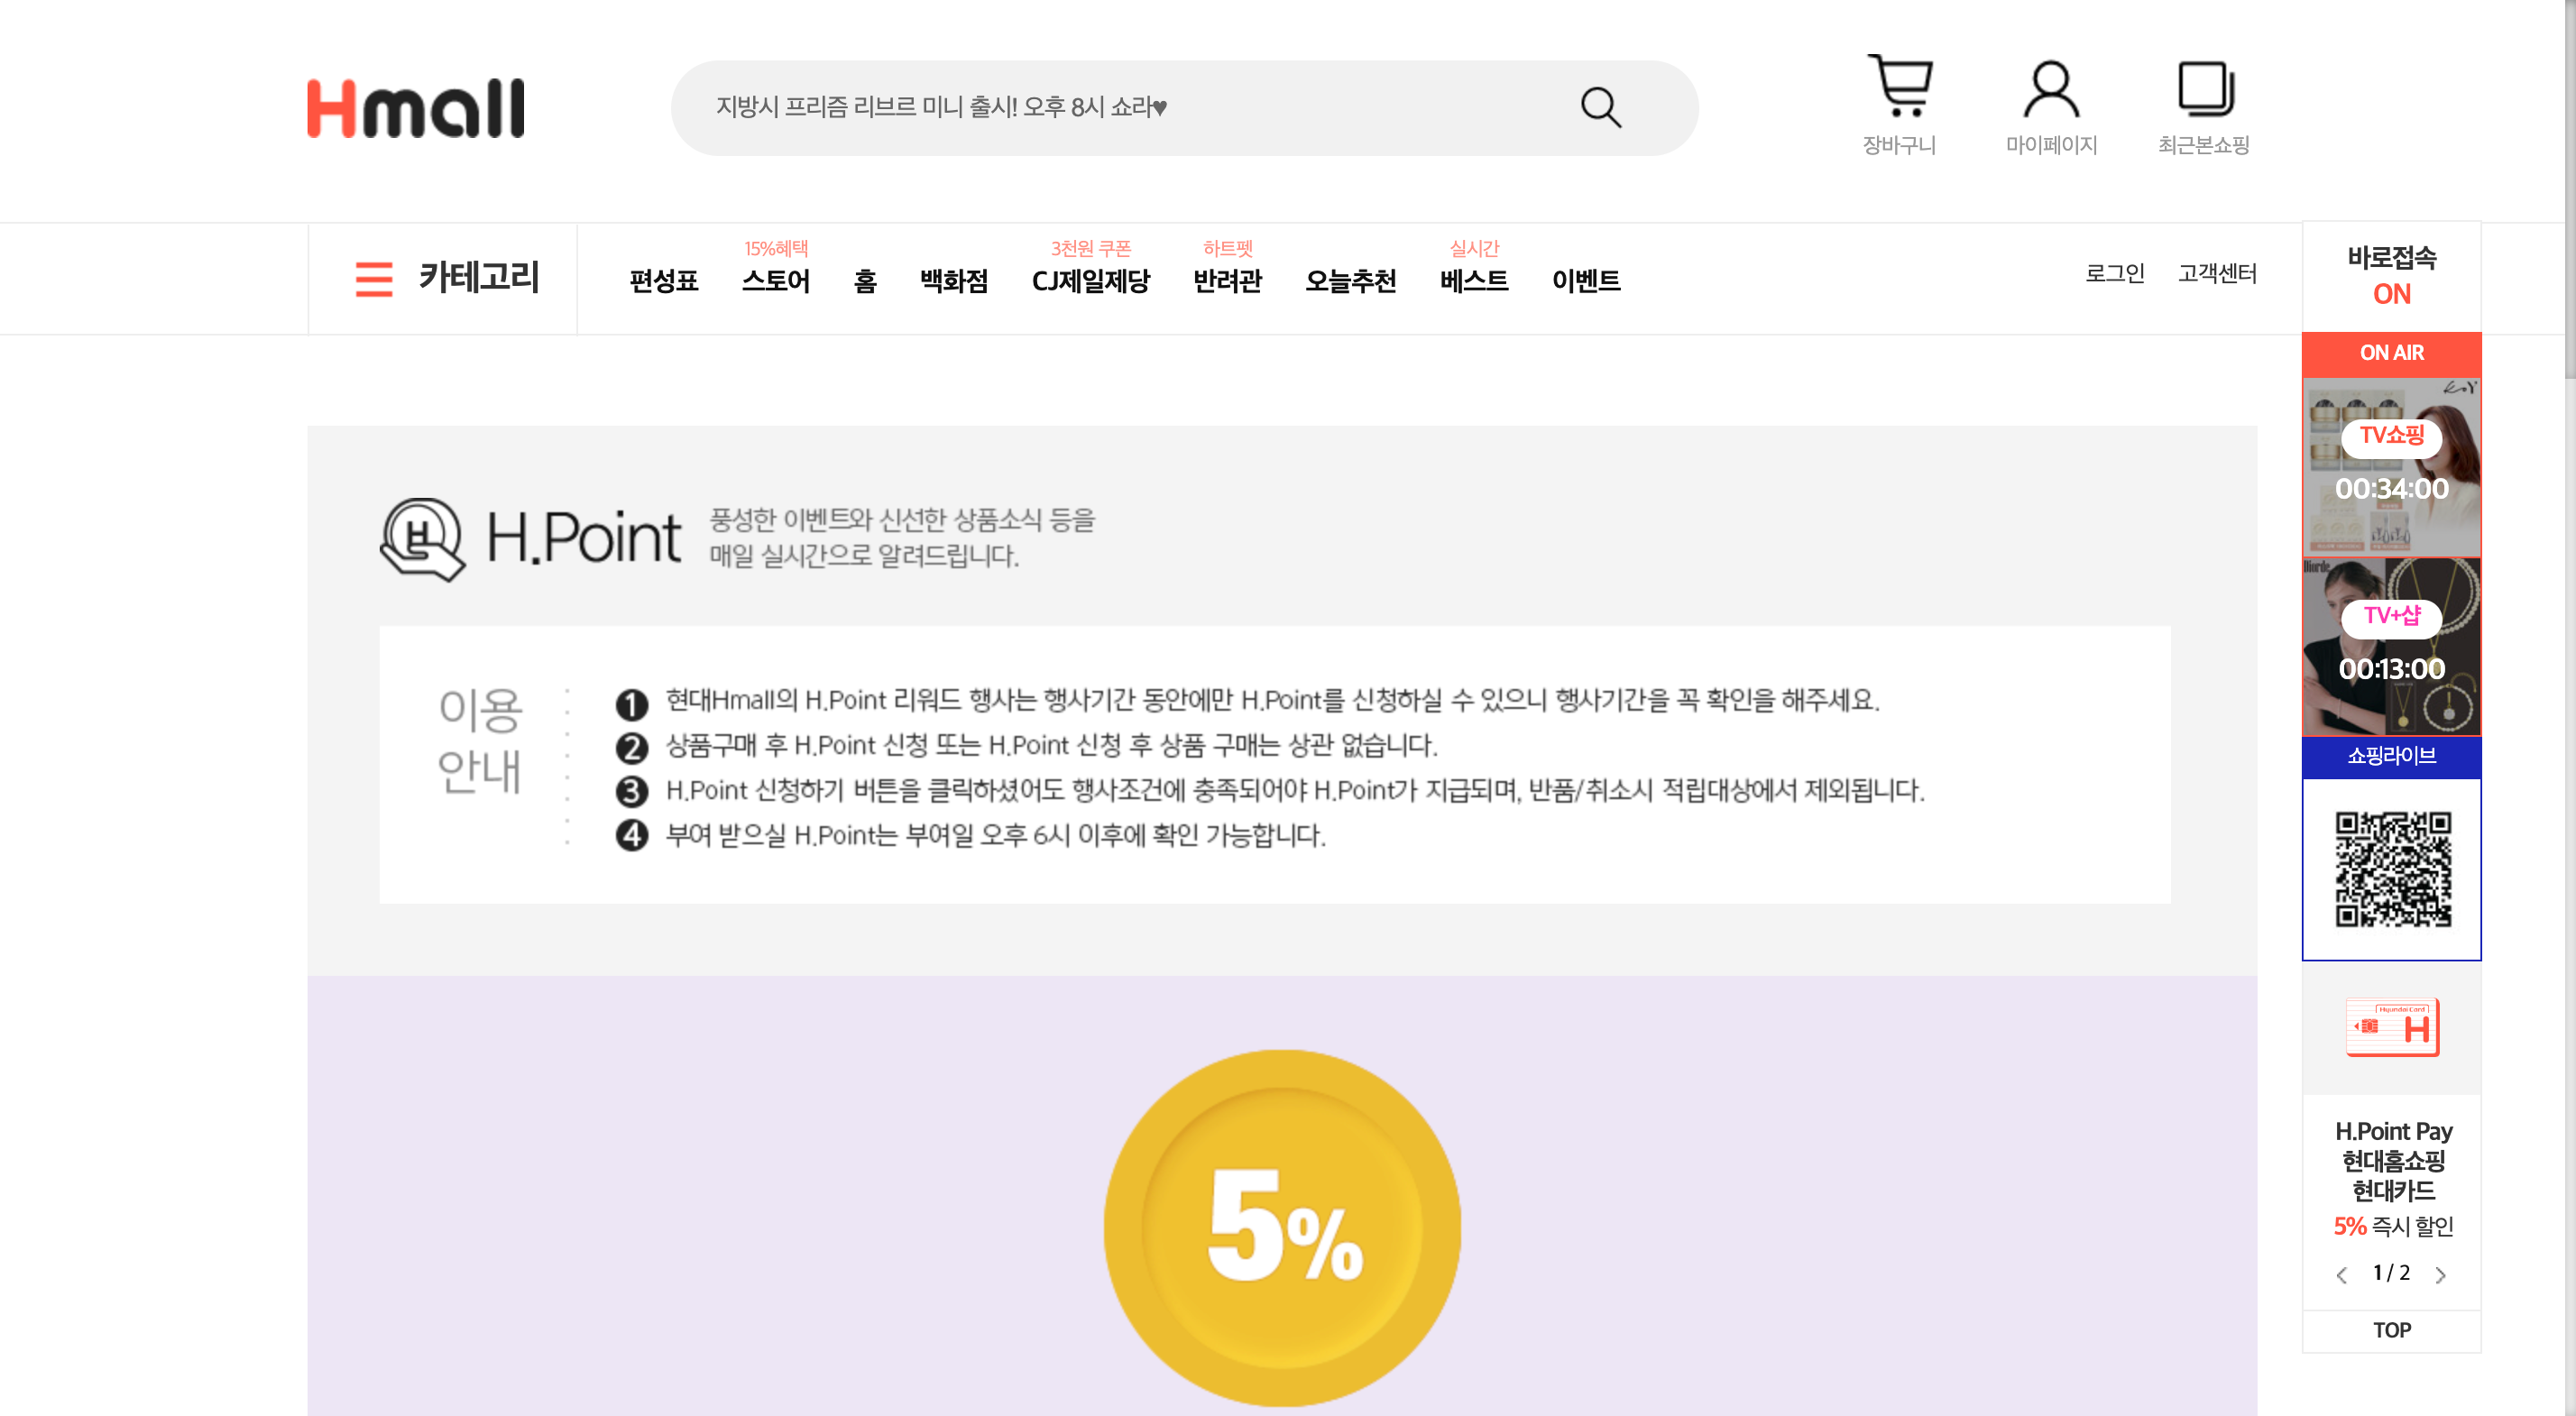 Hmall
지방시 프리즘 리브르 미니 출시! 오후 8시 쇼라♥
장바구니
마이페이지
최근본쇼핑
카테고리
편성표
15%혜택
스토어
홈
백화점
3천원 쿠폰
CJ제일제당
하트펫
반려관
오늘추천
실시간
베스트
이벤트
로그인
고객센터
H.Point
풍성한 이벤트와 신선한 상품소식 등을
매일 실시간으로 알려드립니다.
이용
안내
1 현대Hmall의 H.Point 리워드 행사는 행사기간 동안에만 H.Point를 신청하실 수 있으니 행사기간을 꼭 확인을 해주세요.
2 상품구매 후 H.Point 신청 또는 H.Point 신청 후 상품 구매는 상관 없습니다.
3 H.Point 신청하기 버튼을 클릭하셨어도 행사조건에 충족되어야 H.Point가 지급되며, 반품/취소시 적립대상에서 제외됩니다.
4 부여 받으실 H.Point는 부여일 오후 6시 이후에 확인 가능합니다.
5%
바로접속
ON
ON AIR
TV쇼핑
00:34:00
TV+샵
00:13:00
쇼핑라이브
Hyundai Card
H
H.Point Pay
현대홈쇼핑
현대카드
5% 즉시 할인
1 / 2
TOP